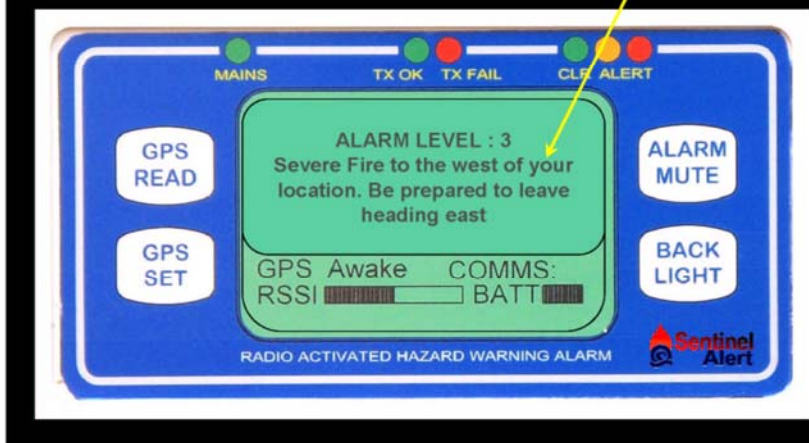 MAINS TX OK TX FAIL CLR ALERT
GPS
READ
ALARM LEVEL : 3
Severe Fire to the west of your
location. Be prepared to leave
heading east
ALARM
MUTE
GPS
SET
GPS Awake COMMS:
RSSI BATT
BACK
LIGHT
RADIO ACTIVATED HAZARD WARNING ALARM
Sentinel
Alert